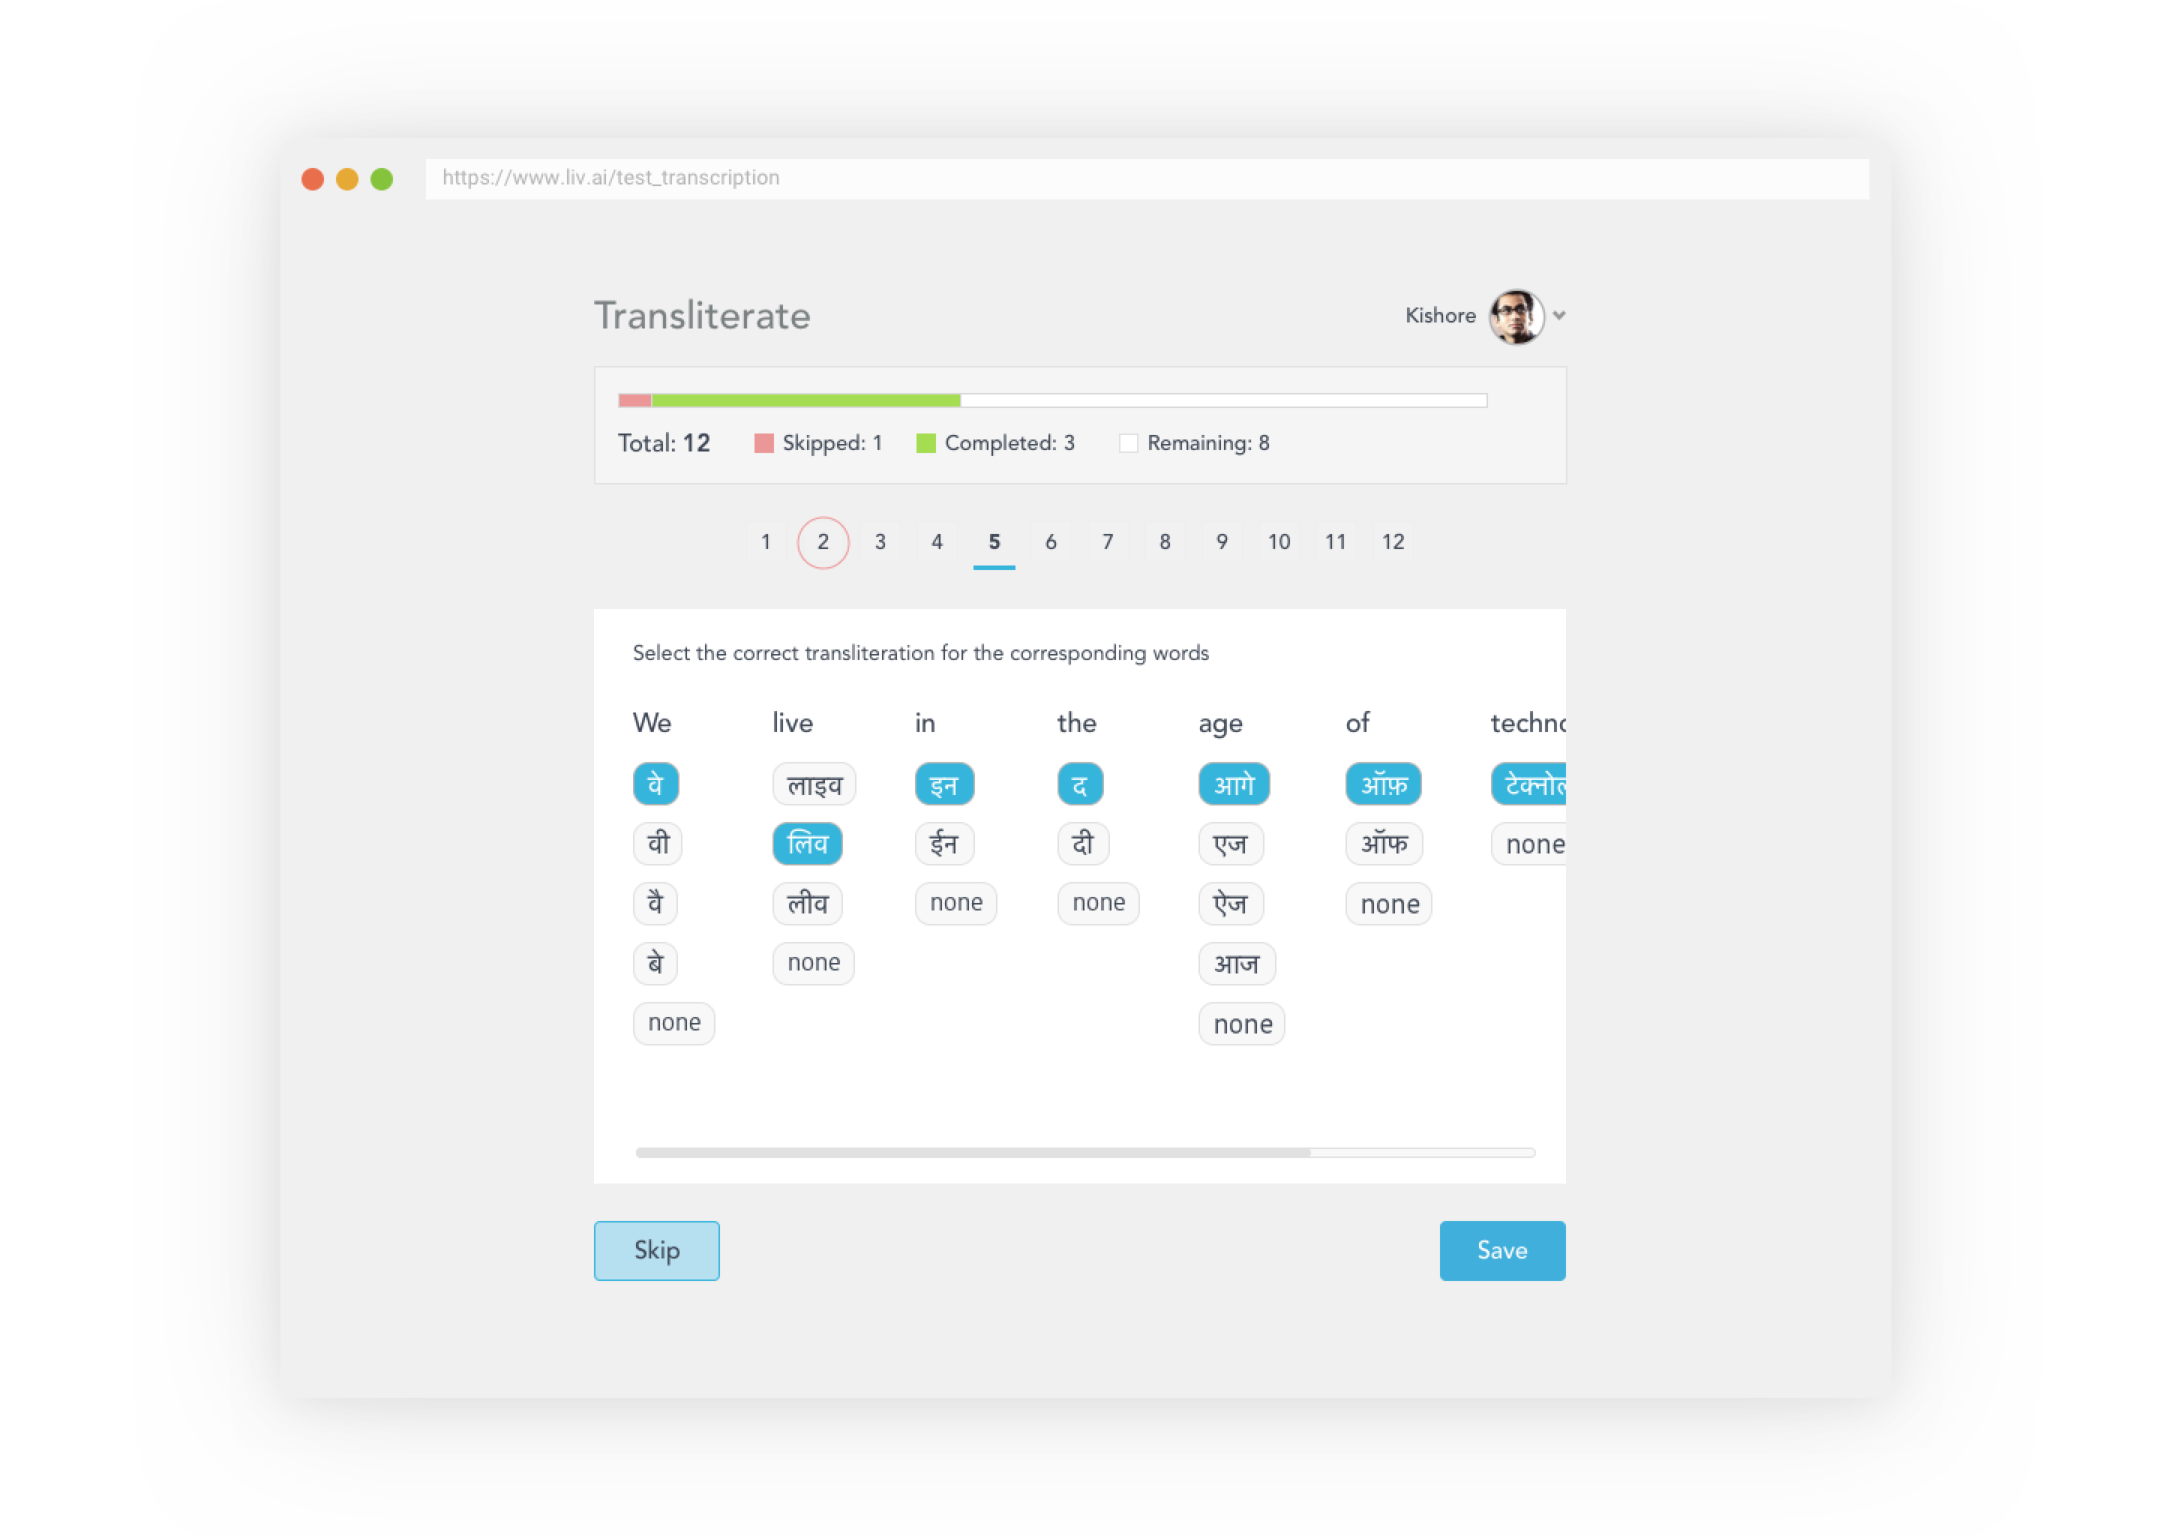 https://www.liv.ai/test_transcription
Transliterate
Kishore
Total: 12 Skipped: 1 Completed: 3 Remaining: 8
1 2 3 4 5 6 7 8 9 10 11 12
Select the correct transliteration for the corresponding words
We live in the age of
वे लाइव इन द आगे ऑफ़
वी लिव ईन दी एज ऑफ none
वै लीव none none ऐज none
बे none आज
none none
Skip Save